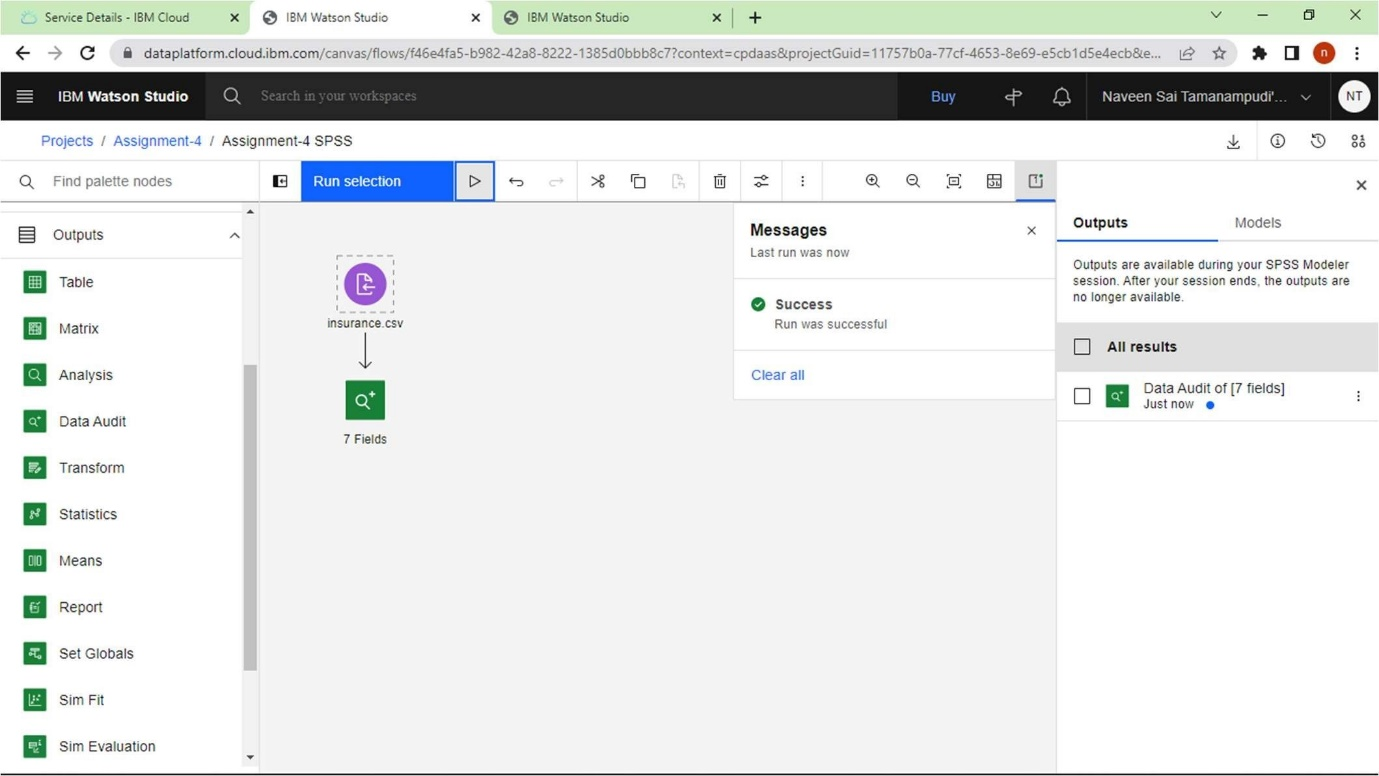 Service Details - IBM Cloud
IBM Watson Studio
IBM Watson Studio
dataplatform.cloud.ibm.com/canvas/flows/f46e4fa5-b982-42a8-8222-1385d0bbb8c7?context=cpdaas&projectGuid=11757b0a-77cf-4653-8e69-e5cb1d5e4ecb&e...
n
IBM Watson Studio
Search in your workspaces
Buy
Naveen Sai Tamanampudi'...
NT
Projects / Assignment-4 / Assignment-4 SPSS
Find palette nodes
Run selection
Outputs
Table
Matrix
Analysis
Data Audit
Transform
Statistics
Means
Report
Set Globals
Sim Fit
Sim Evaluation
insurance.csv
7 Fields
Messages
Last run was now
Success
Run was successful
Clear all
Outputs
Models
Outputs are available during your SPSS Modeler
session. After your session ends, the outputs are
no longer available.
All results
Data Audit of [7 fields]
Just now